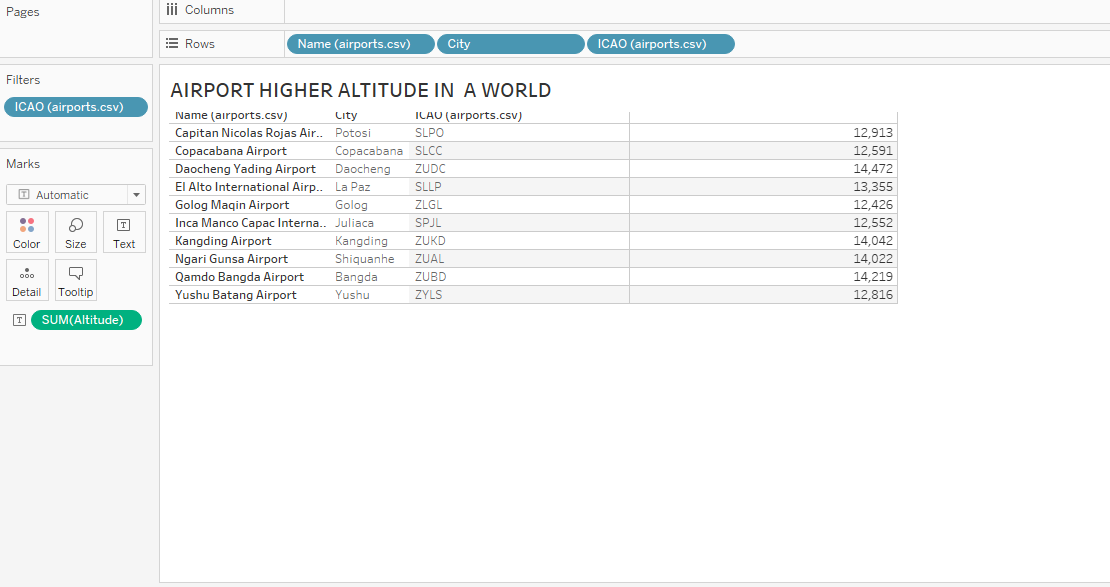 Pages
Columns
Rows
Name (airports.csv) City ICAO (airports.csv)
Filters
ICAO (airports.csv)
Marks
Automatic
Color Size Text
Detail Tooltip
SUM(Altitude)
AIRPORT HIGHER ALTITUDE IN A WORLD
Name (airports.csv) City ICAO (airports.csv)
Capitan Nicolas Rojas Air.. Potosi SLPO 12,913
Copacabana Airport Copacabana SLCC 12,591
Daocheng Yading Airport Daocheng ZUDC 14,472
El Alto International Airp.. La Paz SLLP 13,355
Golog Maqin Airport Golog ZLGL 12,426
Inca Manco Capac Interna.. Juliaca SPJL 12,552
Kangding Airport Kangding ZUKD 14,042
Ngari Gunsa Airport Shiquanhe ZUAL 14,022
Qamdo Bangda Airport Bangda ZUBD 14,219
Yushu Batang Airport Yushu ZYLS 12,816